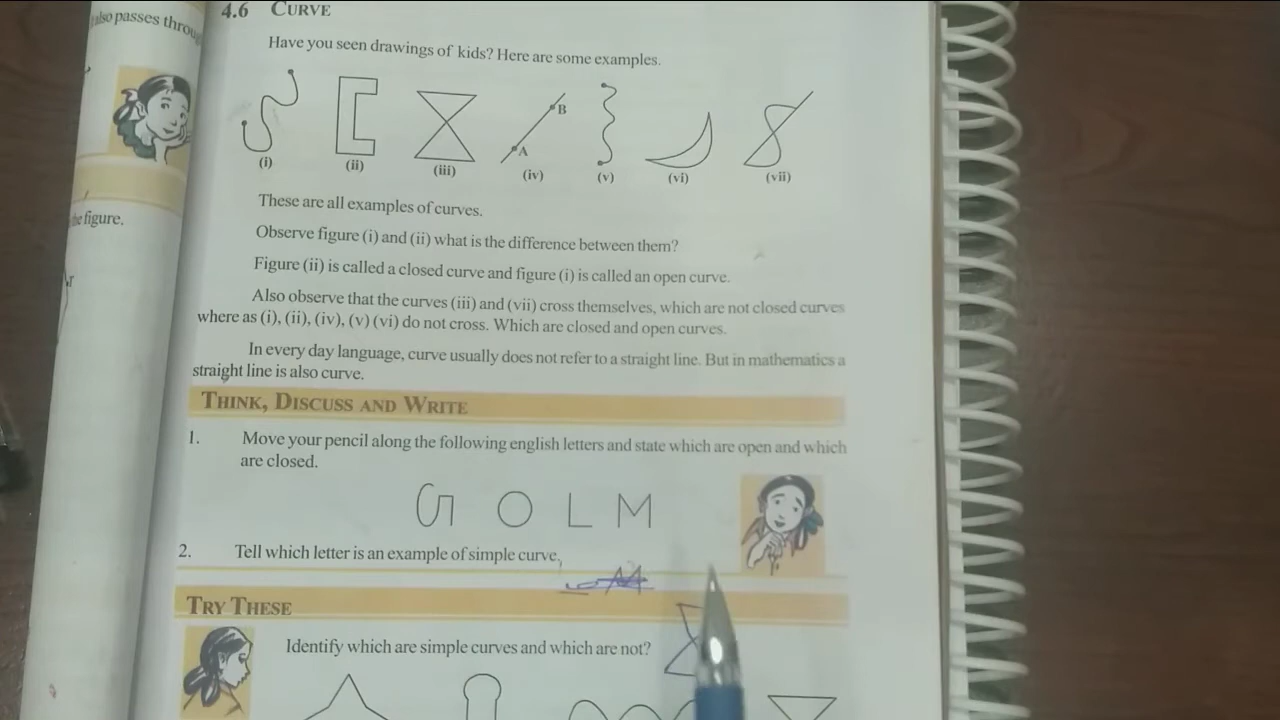 also passes throu
4.6 CURVE
Have you seen drawings of kids? Here are some examples.
B
A
(i) (ii) (iii) (iv) (v) (vi) (vii)
These are all examples of curves.
he figure.
Observe figure (i) and (ii) what is the difference between them?
Figure (ii) is called a closed curve and figure (i) is called an open curve.
Also observe that the curves (iii) and (vii) cross themselves, which are not closed curves
where as (i), (ii), (iv), (v) (vi) do not cross. Which are closed and open curves.
In every day language, curve usually does not refer to a straight line. But in mathematics a
straight line is also curve.
THINK, DISCUSS AND WRITE
1. Move your pencil along the following english letters and state which are open and which
are closed.
G O L M
2. Tell which letter is an example of simple curve.
TRY THESE
Identify which are simple curves and which are not?